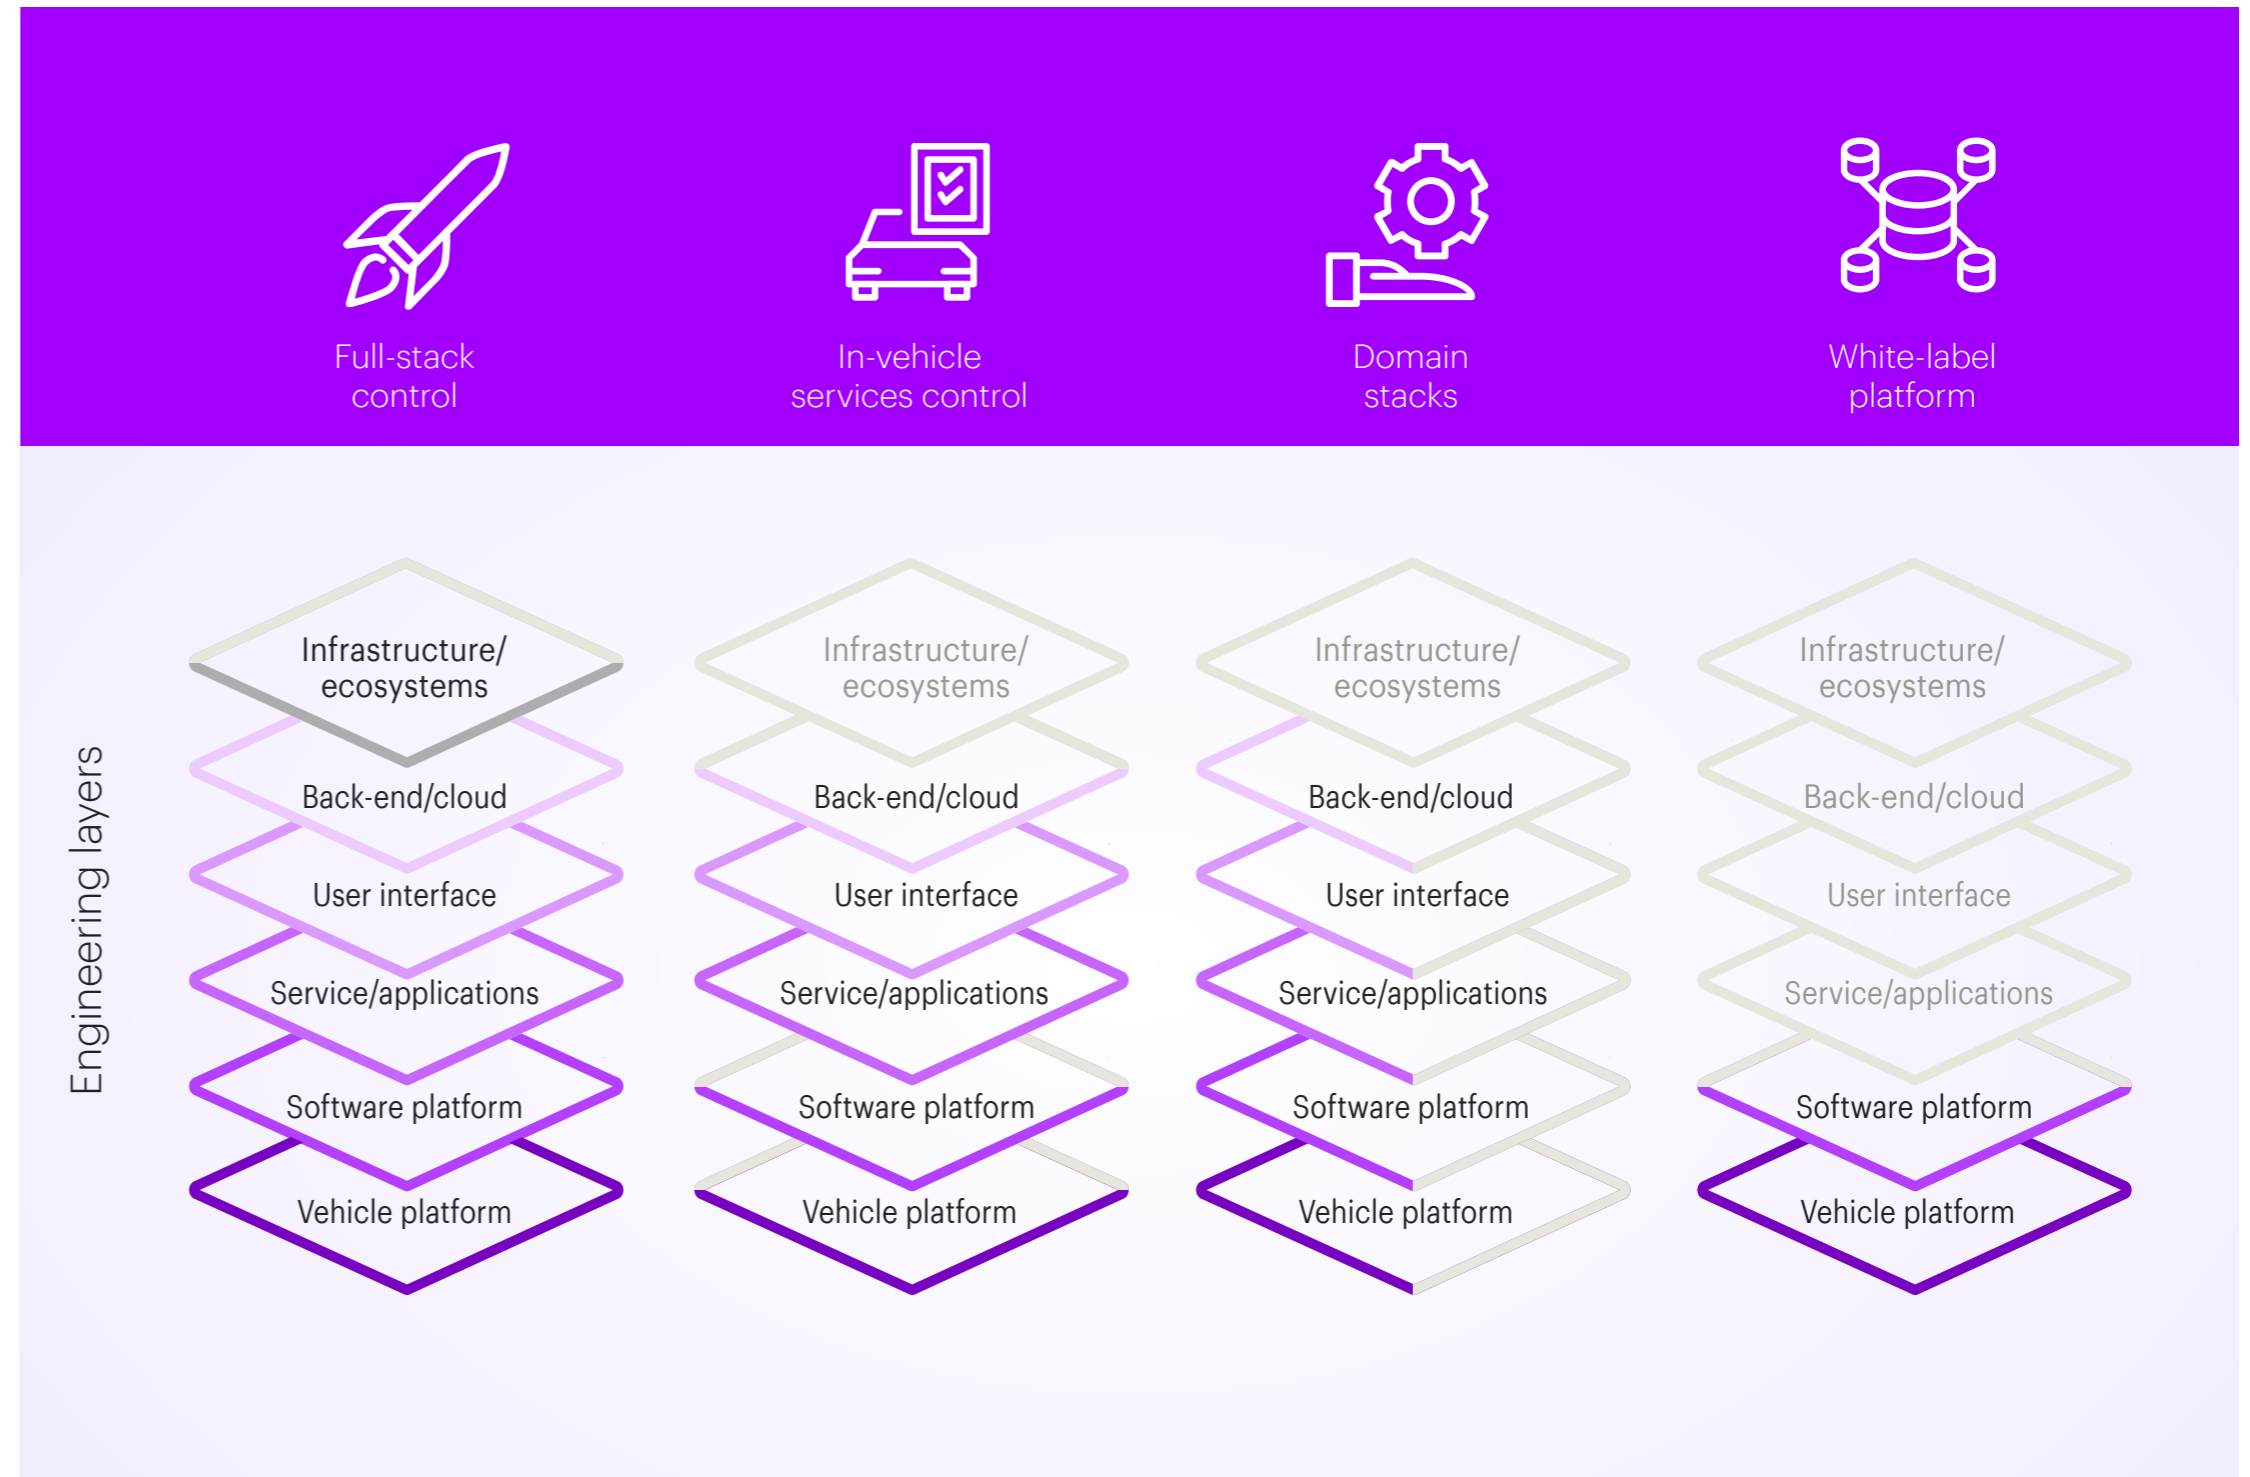 Full-stack
control
In-vehicle
services control
Domain
stacks
White-label
platform
Engineering layers
Infrastructure/
ecosystems
Back-end/cloud
User interface
Service/applications
Software platform
Vehicle platform
Infrastructure/
ecosystems
Back-end/cloud
User interface
Service/applications
Software platform
Vehicle platform
Infrastructure/
ecosystems
Back-end/cloud
User interface
Service/applications
Software platform
Vehicle platform
Infrastructure/
ecosystems
Back-end/cloud
User interface
Service/applications
Software platform
Vehicle platform